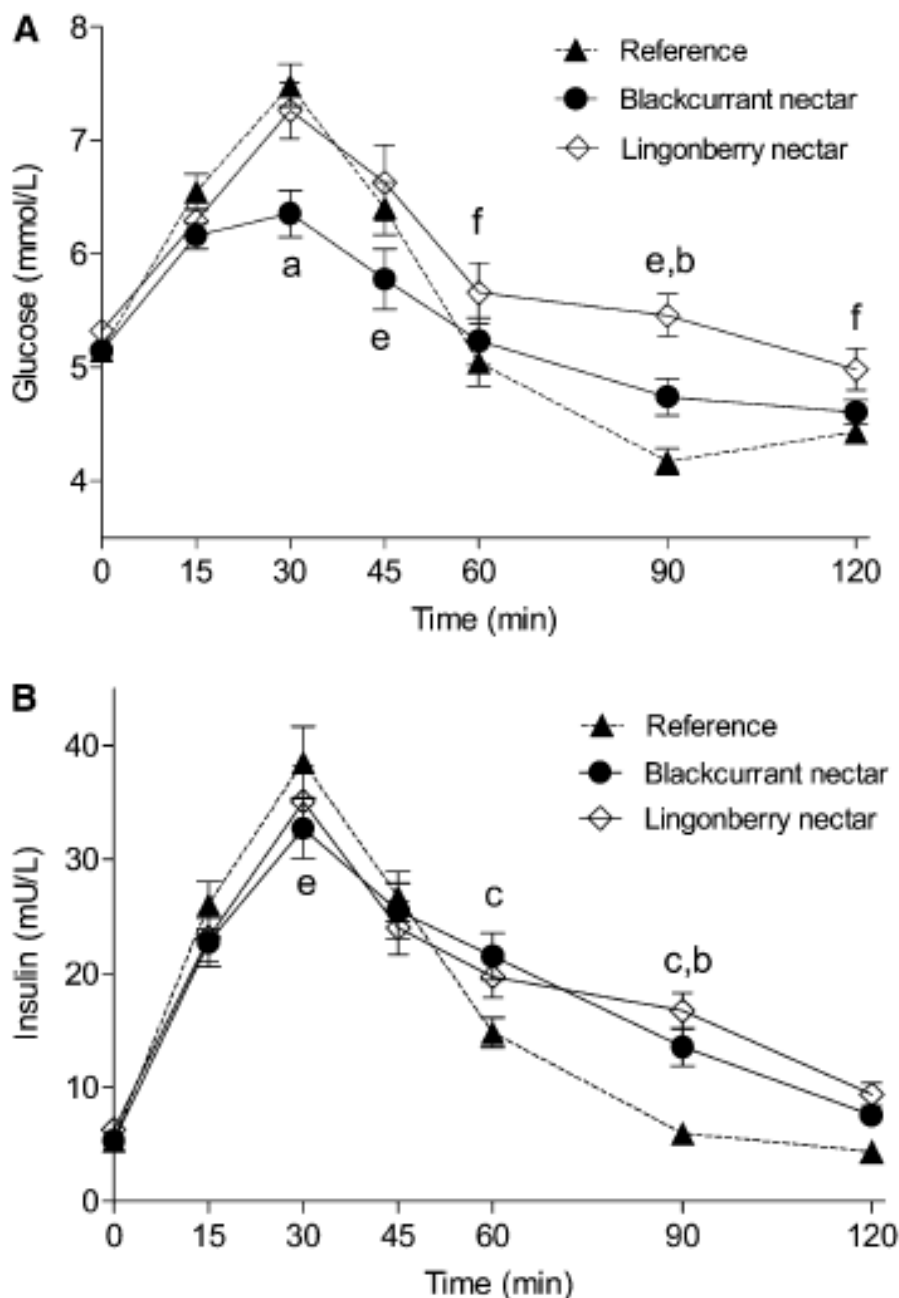 A
8
Reference
Blackcurrant nectar
Lingonberry nectar
7
Glucose (mmol/L)
6
f
a
e,b
e
f
5
4
0 15 30 45 60 90 120
Time (min)
B
Reference
40
Blackcurrant nectar
Lingonberry nectar
30
Insulin (mU/L)
e
c
20
c,b
10
0
0 15 30 45 60 90 120
Time (min)